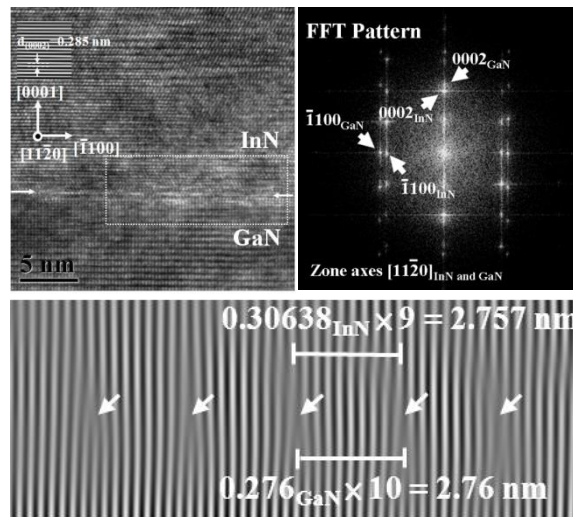 d(0002)=0.285 nm
[0001]
[112̄0]
[1̄100]
InN
GaN
5 nm
FFT Pattern
0002GaN
0002InN
1̄100GaN
1̄100InN
Zone axes [112̄0]InN and GaN
0.30638InN × 9 = 2.757 nm
0.276GaN × 10 = 2.76 nm